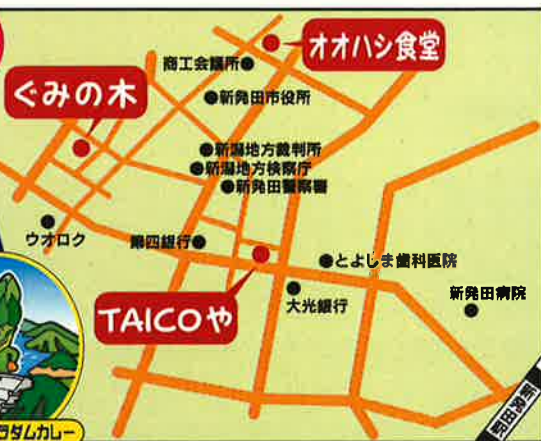 オオハシ食堂
商工会議所
ぐみの木
新発田市役所
新潟地方裁判所
新潟地方検察庁
新発田警察署
ウオロク
第四銀行
とよしま歯科医院
新発田病院
大光銀行
TAICOや
ダムカレー
新発田駅